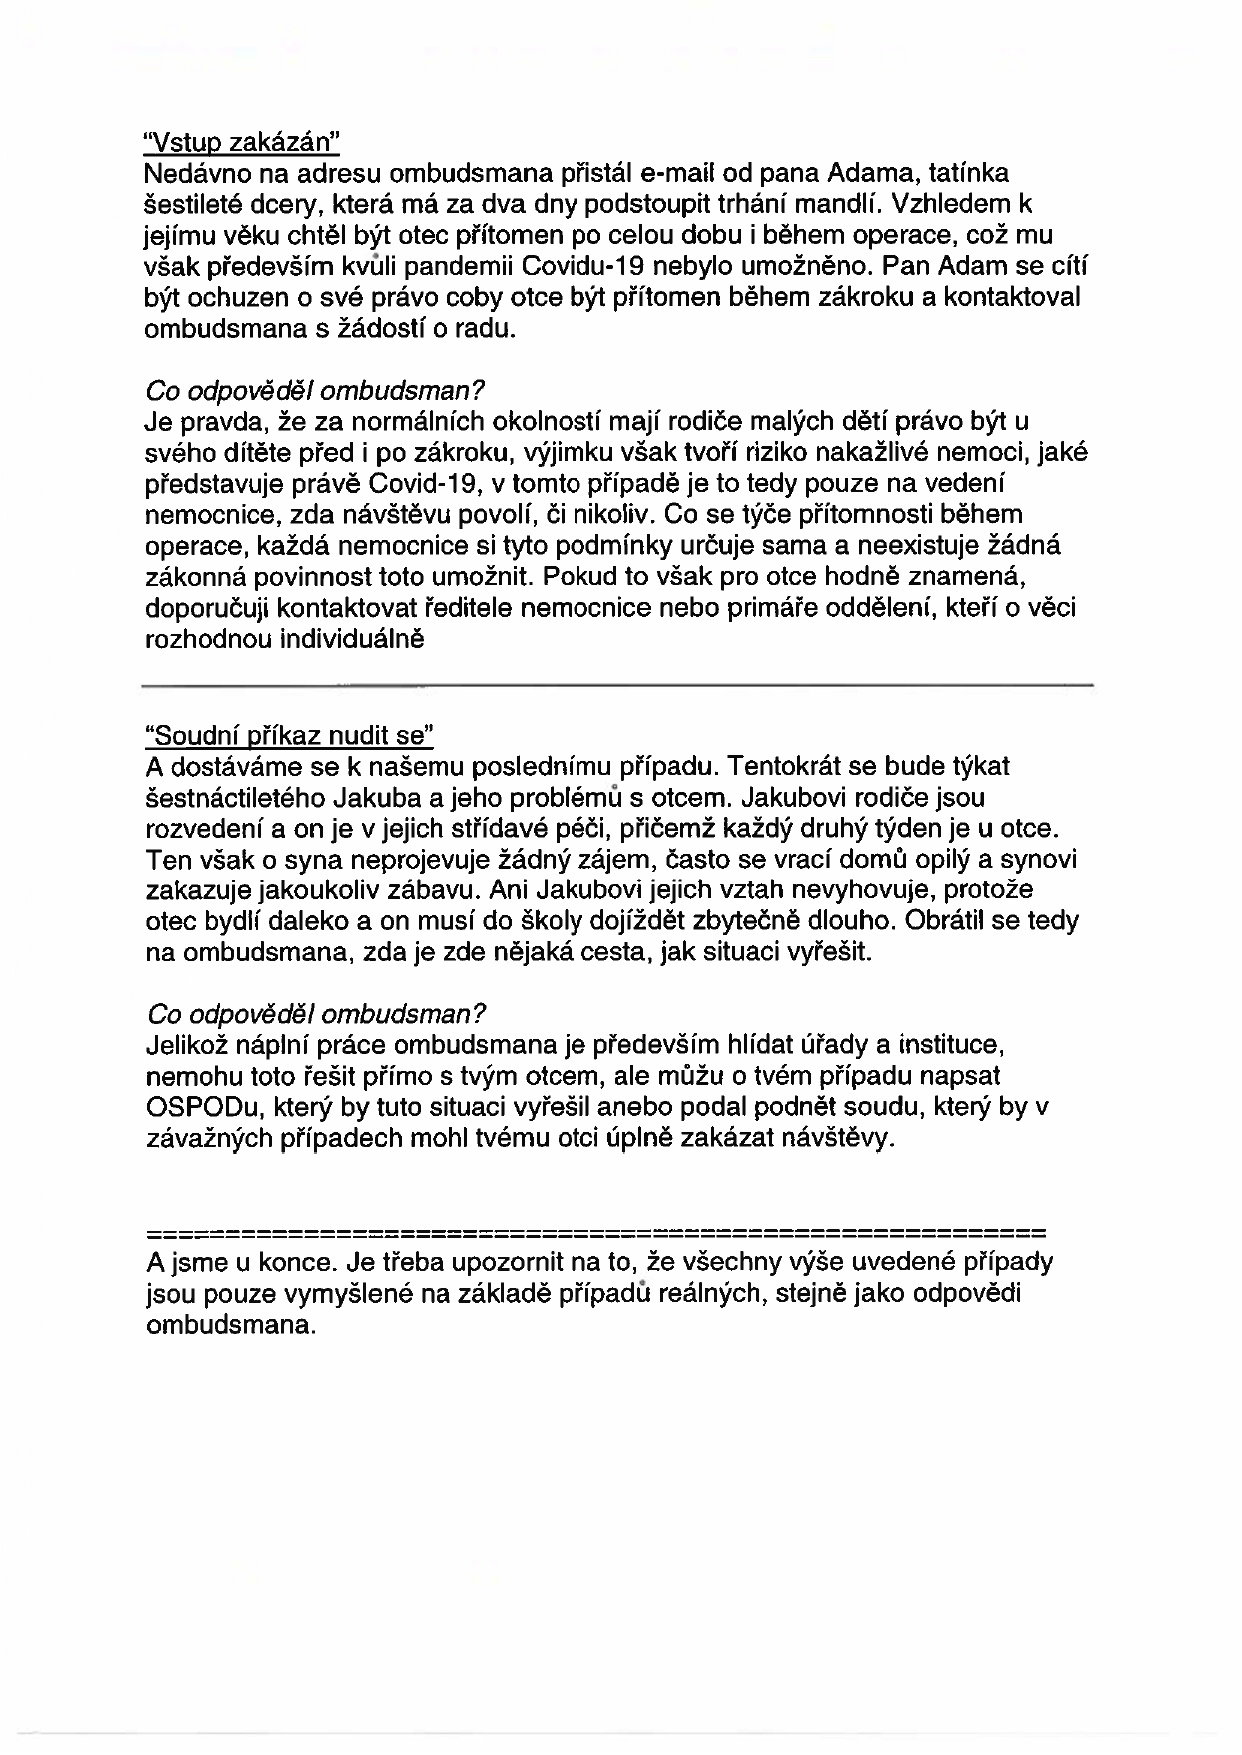 “Vstup zakázán”
Nedávno na adresu ombudsmana přistál e-mail od pana Adama, tatínka
šestileté dcery, která má za dva dny podstoupit trhání mandlí. Vzhledem k
jejímu věku chtěl být otec přítomen po celou dobu i během operace, což mu
však především kvůli pandemii Covidu-19 nebylo umožněno. Pan Adam se cítí
být ochuzen o své právo coby otce být přítomen během zákroku a kontaktoval
ombudsmana s žádostí o radu.
Co odpověděl ombudsman?
Je pravda, že za normálních okolností mají rodiče malých dětí právo být u
svého dítěte před i po zákroku, výjimku však tvoří riziko nakažlivé nemoci, jaké
představuje právě Covid-19, v tomto případě je to tedy pouze na vedení
nemocnice, zda návštěvu povolí, či nikoliv. Co se týče přítomnosti během
operace, každá nemocnice si tyto podmínky určuje sama a neexistuje žádná
zákonná povinnost toto umožnit. Pokud to však pro otce hodně znamená,
doporučuji kontaktovat ředitele nemocnice nebo primáře oddělení, kteří o věci
rozhodnou individuálně
“Soudní příkaz nudit se”
A dostáváme se k našemu poslednímu případu. Tentokrát se bude týkat
šestnáctiletého Jakuba a jeho problémů s otcem. Jakubovi rodiče jsou
rozvedení a on je v jejich střídavé péči, přičemž každý druhý týden je u otce.
Ten však o syna neprojevuje žádný zájem, často se vrací domů opilý a synovi
zakazuje jakoukoliv zábavu. Ani Jakubovi jejich vztah nevyhovuje, protože
otec bydlí daleko a on musí do školy dojíždět zbytečně dlouho. Obrátil se tedy
na ombudsmana, zda je zde nějaká cesta, jak situaci vyřešit.
Co odpověděl ombudsman?
Jelikož náplní práce ombudsmana je především hlídat úřady a instituce,
nemohu toto řešit přímo s tvým otcem, ale můžu o tvém případu napsat
OSPODu, který by tuto situaci vyřešil anebo podal podnět soudu, který by v
závažných případech mohl tvému otci úplně zakázat návštěvy.
=========================================================
A jsme u konce. Je třeba upozornit na to, že všechny výše uvedené případy
jsou pouze vymyšlené na základě případů reálných, stejně jako odpovědi
ombudsmana.